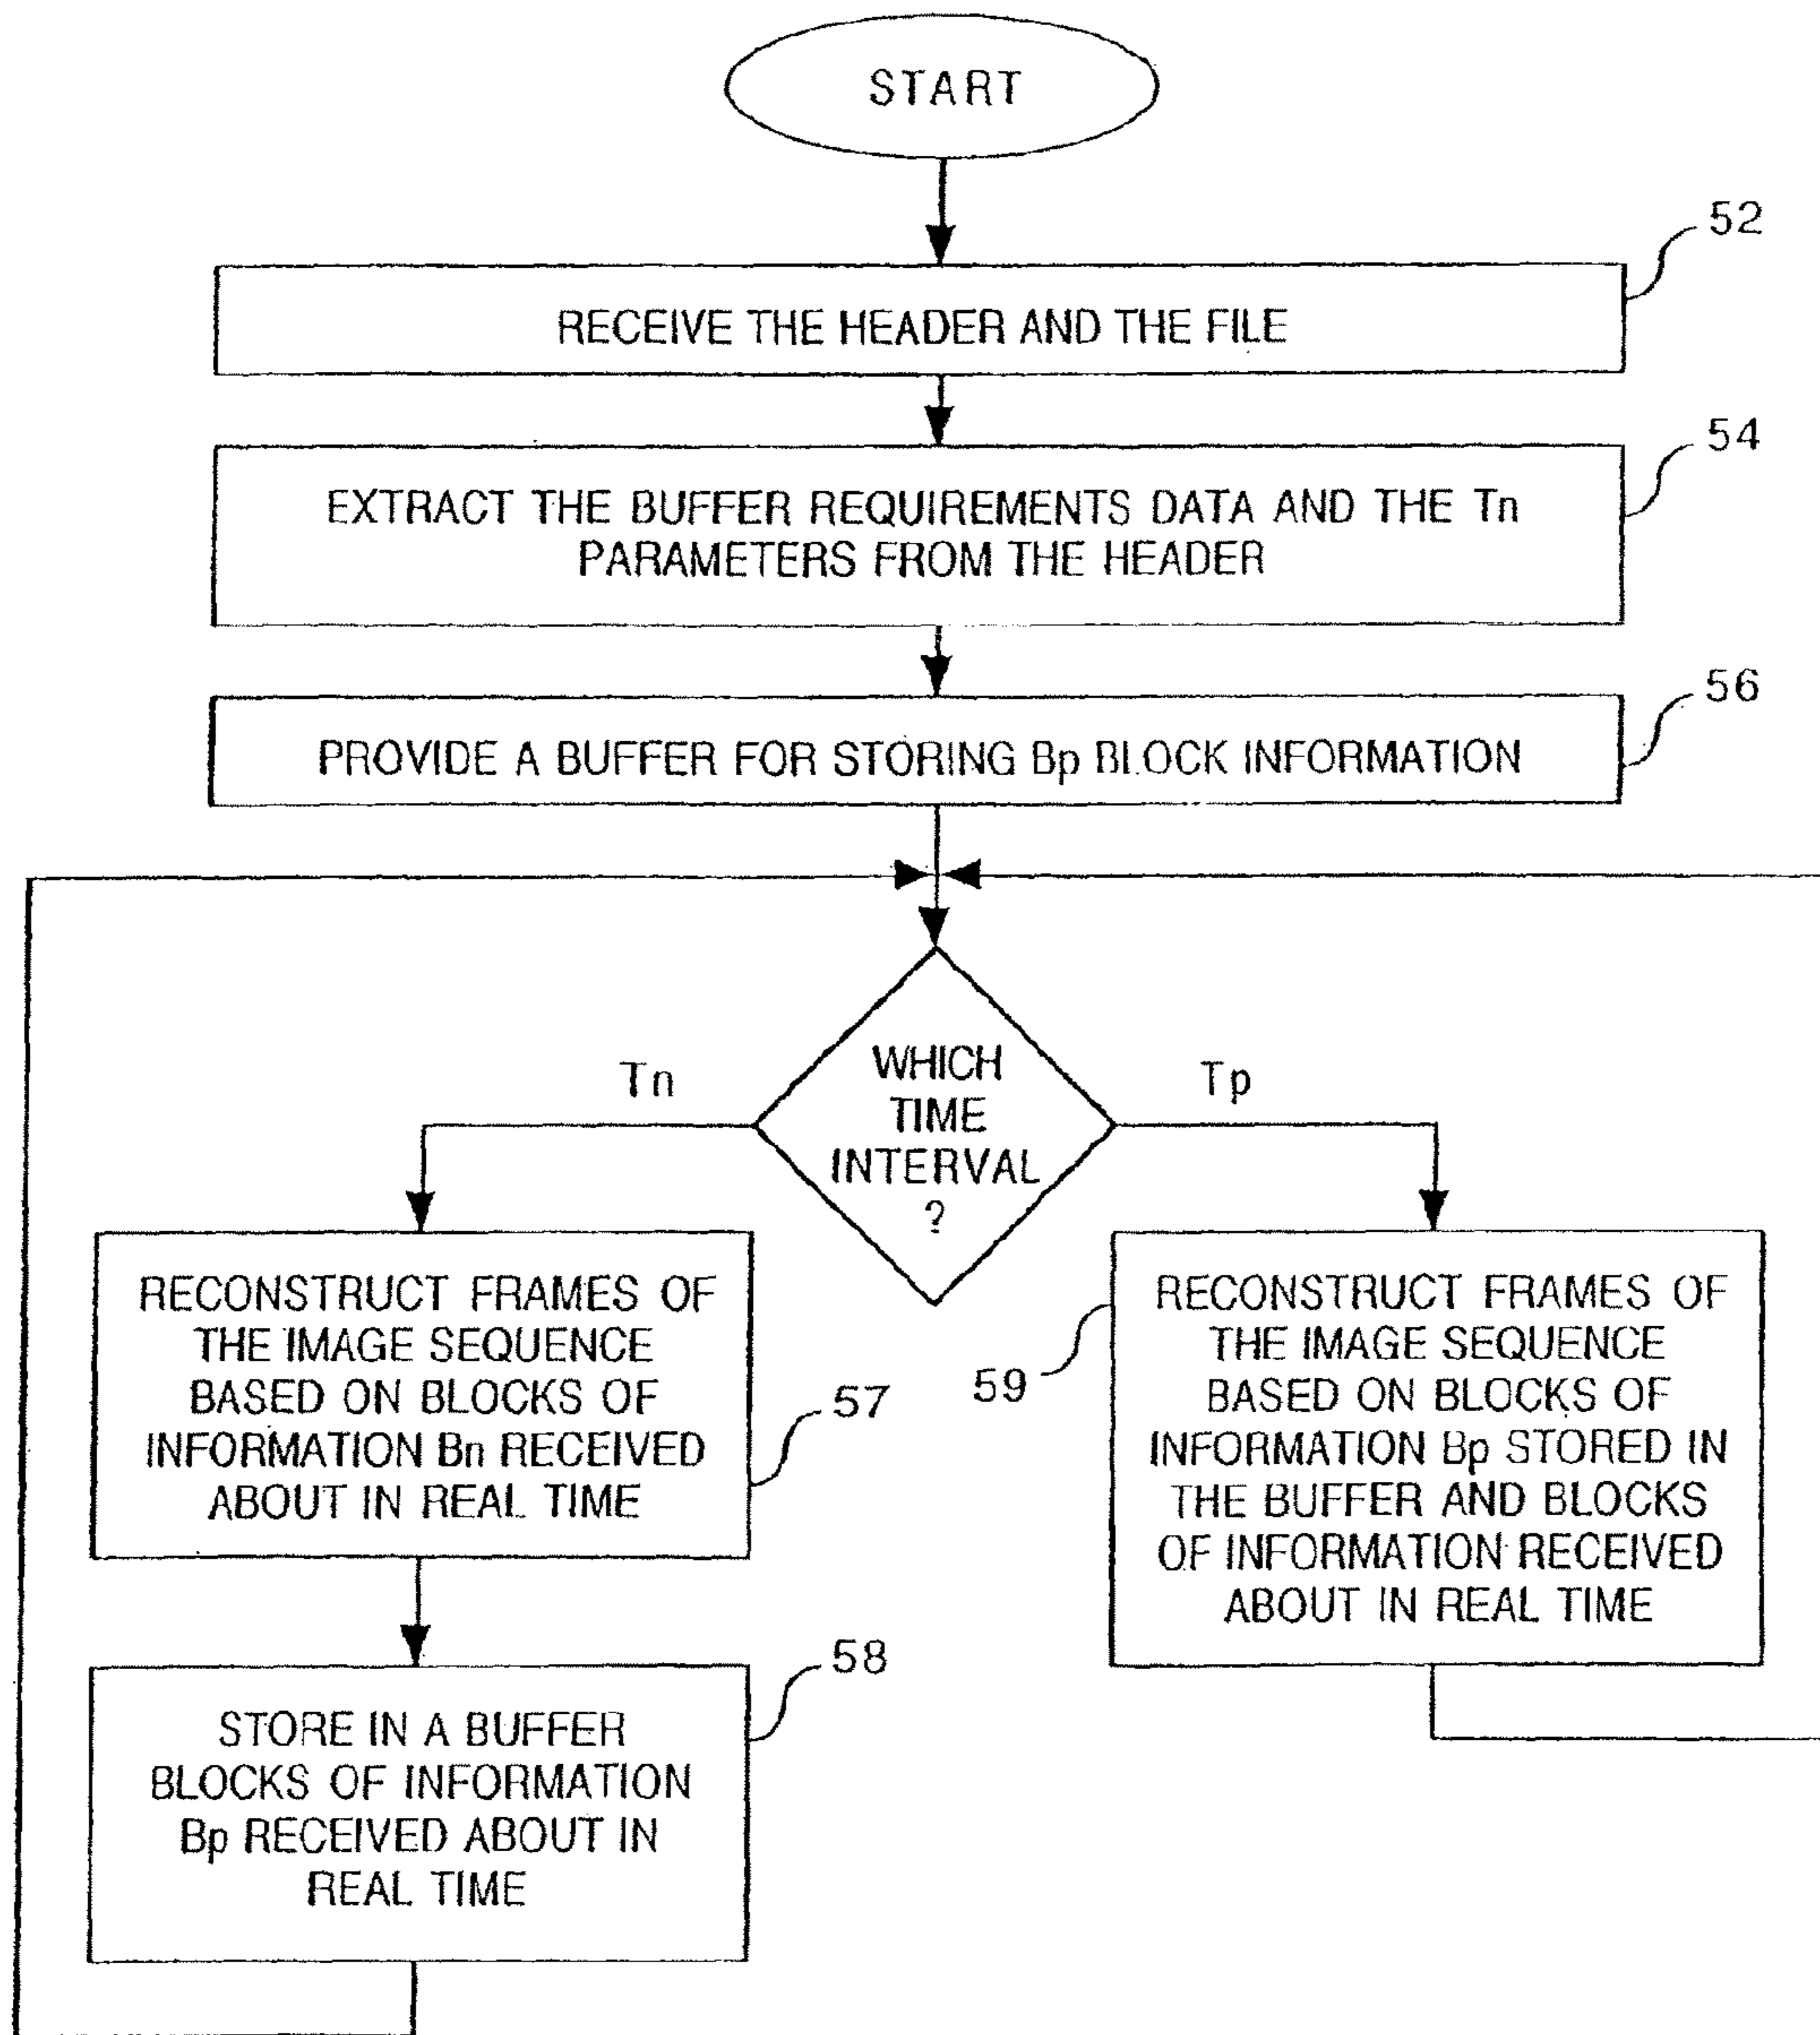 START
52
RECEIVE THE HEADER AND THE FILE
54
EXTRACT THE BUFFER REQUIREMENTS DATA AND THE Tn
PARAMETERS FROM THE HEADER
56
PROVIDE A BUFFER FOR STORING Bp BLOCK INFORMATION
Tn
WHICH
TIME
INTERVAL
?
Tp
RECONSTRUCT FRAMES OF
THE IMAGE SEQUENCE
BASED ON BLOCKS OF
INFORMATION Bn RECEIVED
ABOUT IN REAL TIME
57
59
RECONSTRUCT FRAMES OF
THE IMAGE SEQUENCE
BASED ON BLOCKS OF
INFORMATION Bp STORED IN
THE BUFFER AND BLOCKS
OF INFORMATION RECEIVED
ABOUT IN REAL TIME
58
STORE IN A BUFFER
BLOCKS OF INFORMATION
Bp RECEIVED ABOUT IN
REAL TIME